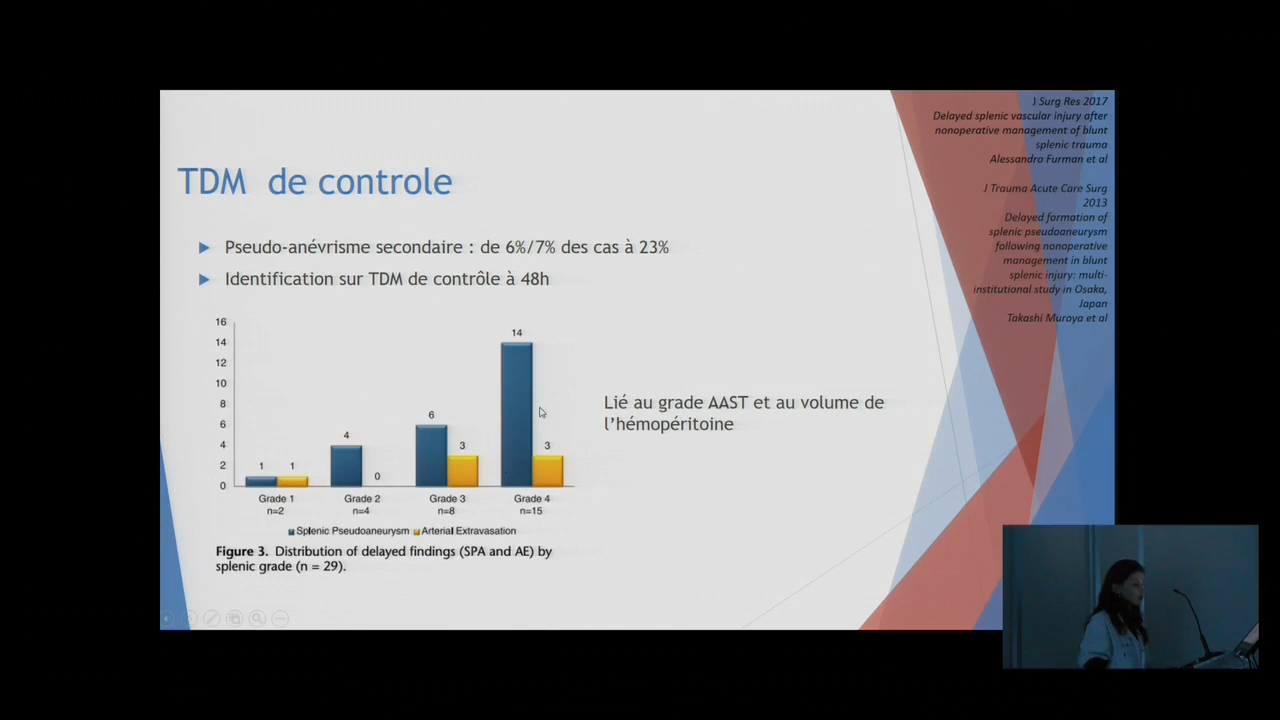 TDM de controle
Pseudo-anévrisme secondaire : de 6%/7% des cas à 23%
Identification sur TDM de contrôle à 48h
16
14
12
10
8
6
4
2
0
1
1
4
0
6
3
14
3
Grade 1
n=2
Grade 2
n=4
Grade 3
n=8
Grade 4
n=15
Splenic Pseudoaneurysm
Arterial Extravasation
Figure 3. Distribution of delayed findings (SPA and AE) by
splenic grade (n = 29).
Lié au grade AAST et au volume de
l'hémopéritoine
J Surg Res 2017
Delayed splenic vascular injury after
nonoperative management of blunt
splenic trauma
Alessandro Furman et al
J Trauma Acute Care Surg
2013
Delayed formation of
splenic pseudoaneurysm
following nonoperative
management in blunt
splenic injury: multi-
institutional study in Osaka,
Japan
Takashi Muroya et al